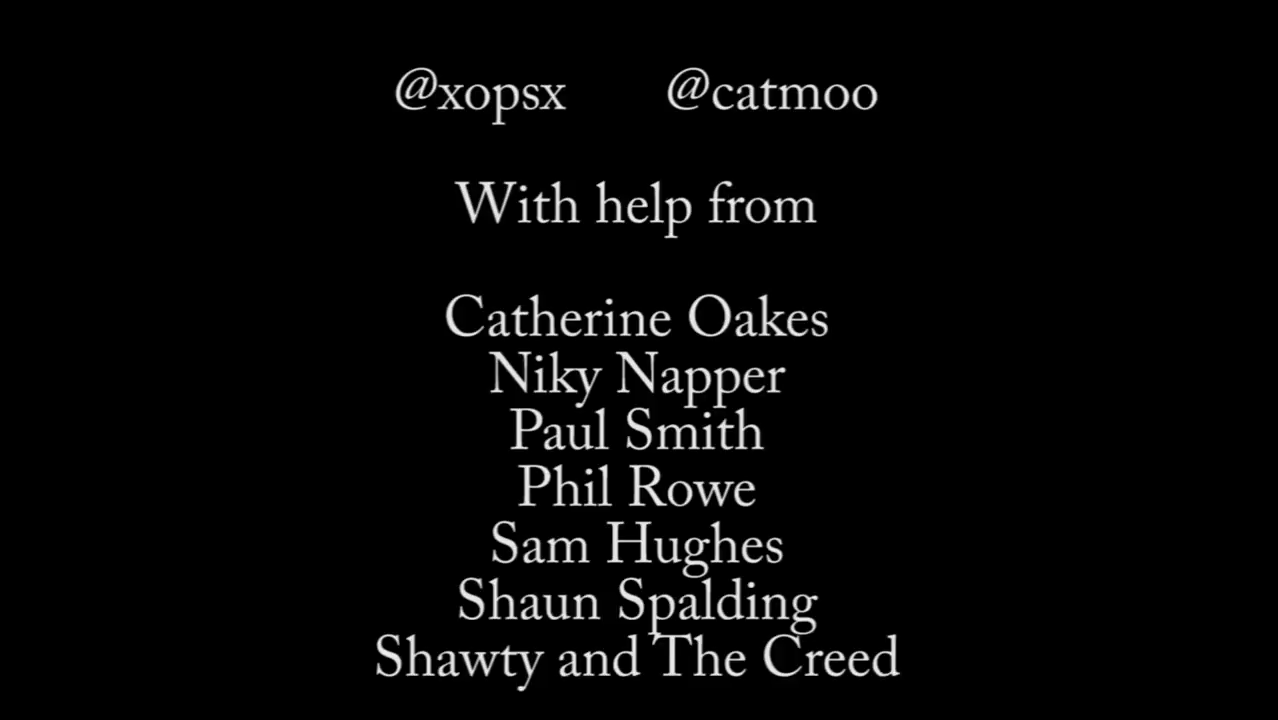 @xopsx @catmoo
With help from
Catherine Oakes
Niky Napper
Paul Smith
Phil Rowe
Sam Hughes
Shaun Spalding
Shawty and The Creed